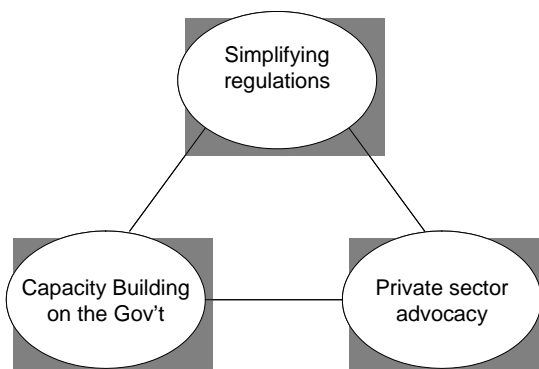 Simplifying
regulations
Capacity Building
on the Gov't
Private sector
advocacy